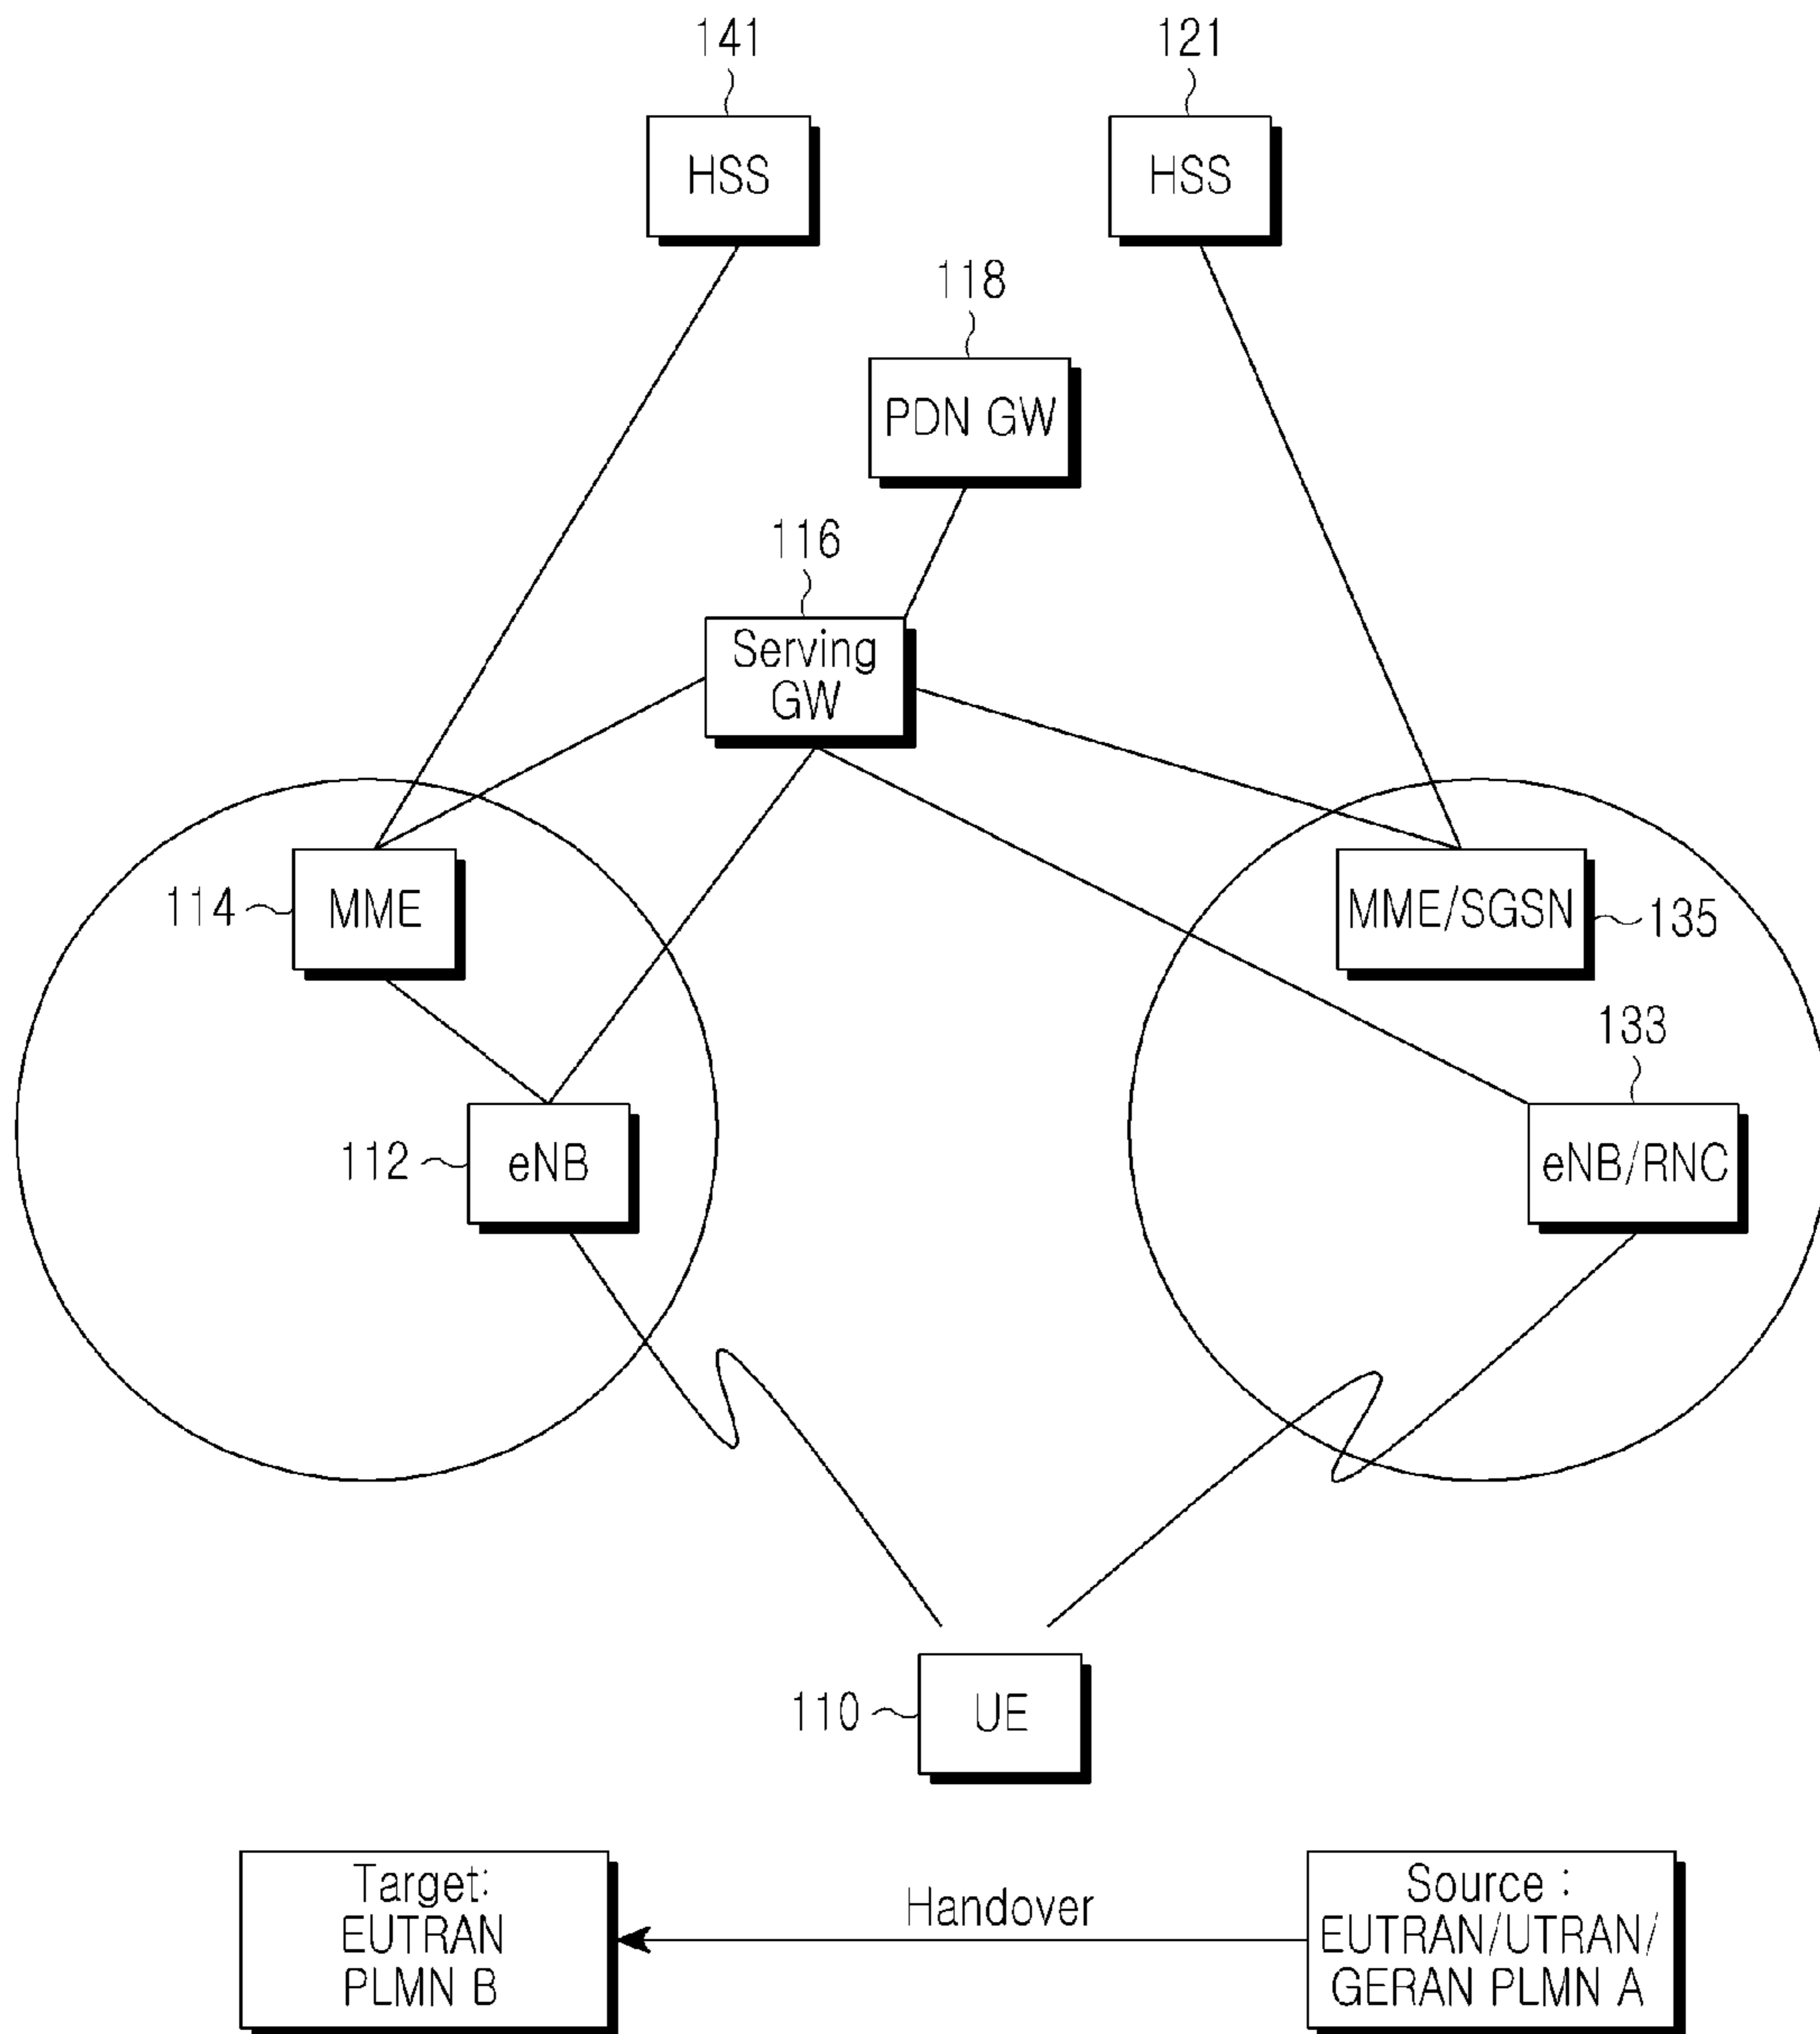 141
121
HSS
HSS
118
PDN GW
116
Serving
GW
114
MME
MME/SGSN
135
133
112
eNB
eNB/RNC
110
UE
Target:
EUTRAN
PLMN B
Handover
Source :
EUTRAN/UTRAN/
GERAN PLMN A